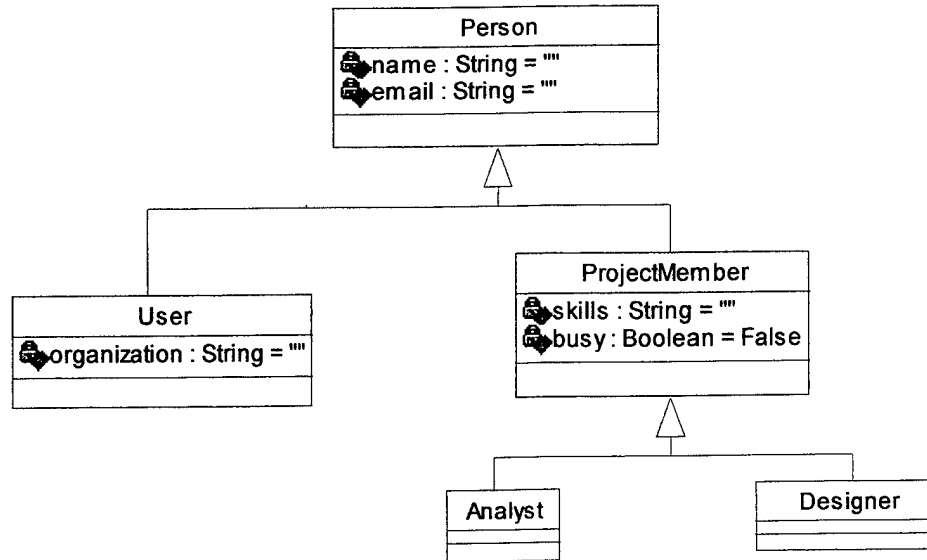 Person
name : String = ""
email : String = ""
User
organization : String = ""
ProjectMember
skills : String = ""
busy : Boolean = False
Analyst
Designer